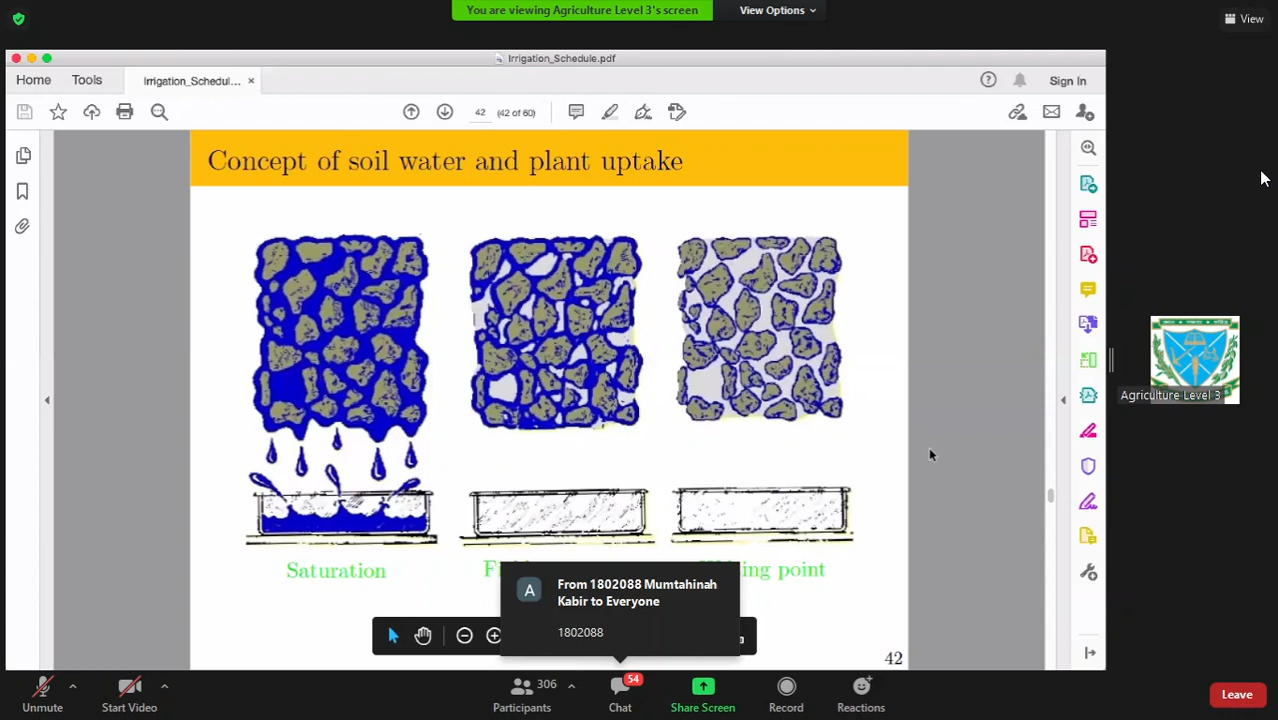 You are viewing Agriculture Level 3's screen
View Options
View
Irrigation_Schedule.pdf
Home
Tools
Irrigation_Schedul...
Sign In
42
(42 of 60)
Concept of soil water and plant uptake
Agriculture Level 3
Saturation
ing point
From 1802088 Mumtahinah
Kabir to Everyone
1802088
A
42
Unmute
Start Video
306
Participants
54
Chat
Share Screen
Record
Reactions
Leave